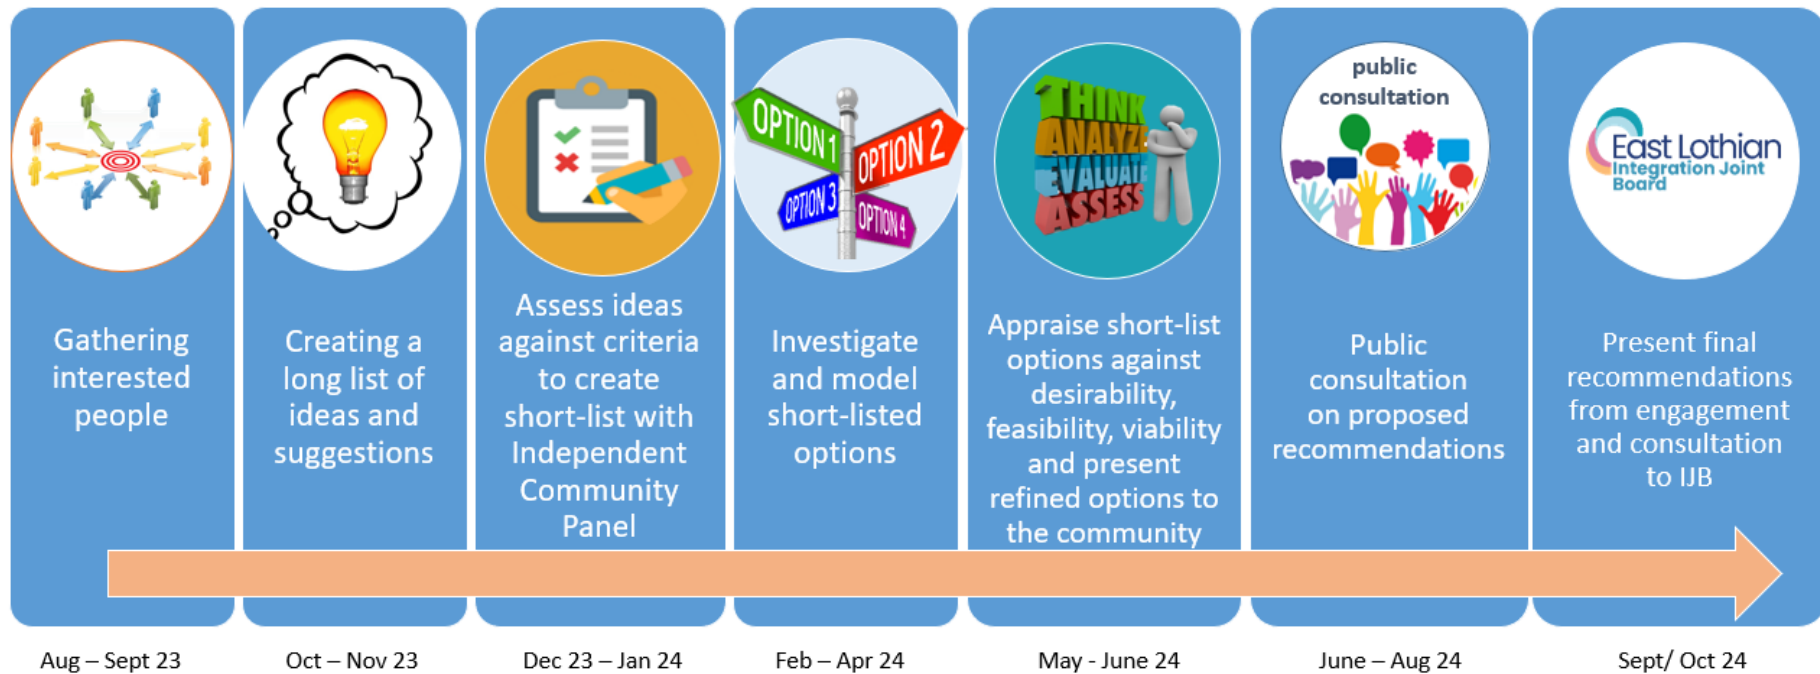 OPTION 1
OPTION 2
OPTION 3
OPTION 4
THINK
ANALYZE
EVALUATE
ASSESS
public
consultation
East Lothian
Integration Joint
Board
Gathering
interested
people
Creating a
long list of
ideas and
suggestions
Assess ideas
against criteria
to create
short-list with
Independent
Community
Panel
Investigate
and model
short-listed
options
Appraise short-list
options against
desirability,
feasibility, viability
and present
refined options to
the community
Public
consultation
on proposed
recommendations
Present final
recommendations
from engagement
and consultation
to IJB
Aug – Sept 23
Oct – Nov 23
Dec 23 – Jan 24
Feb – Apr 24
May - June 24
June – Aug 24
Sept/ Oct 24